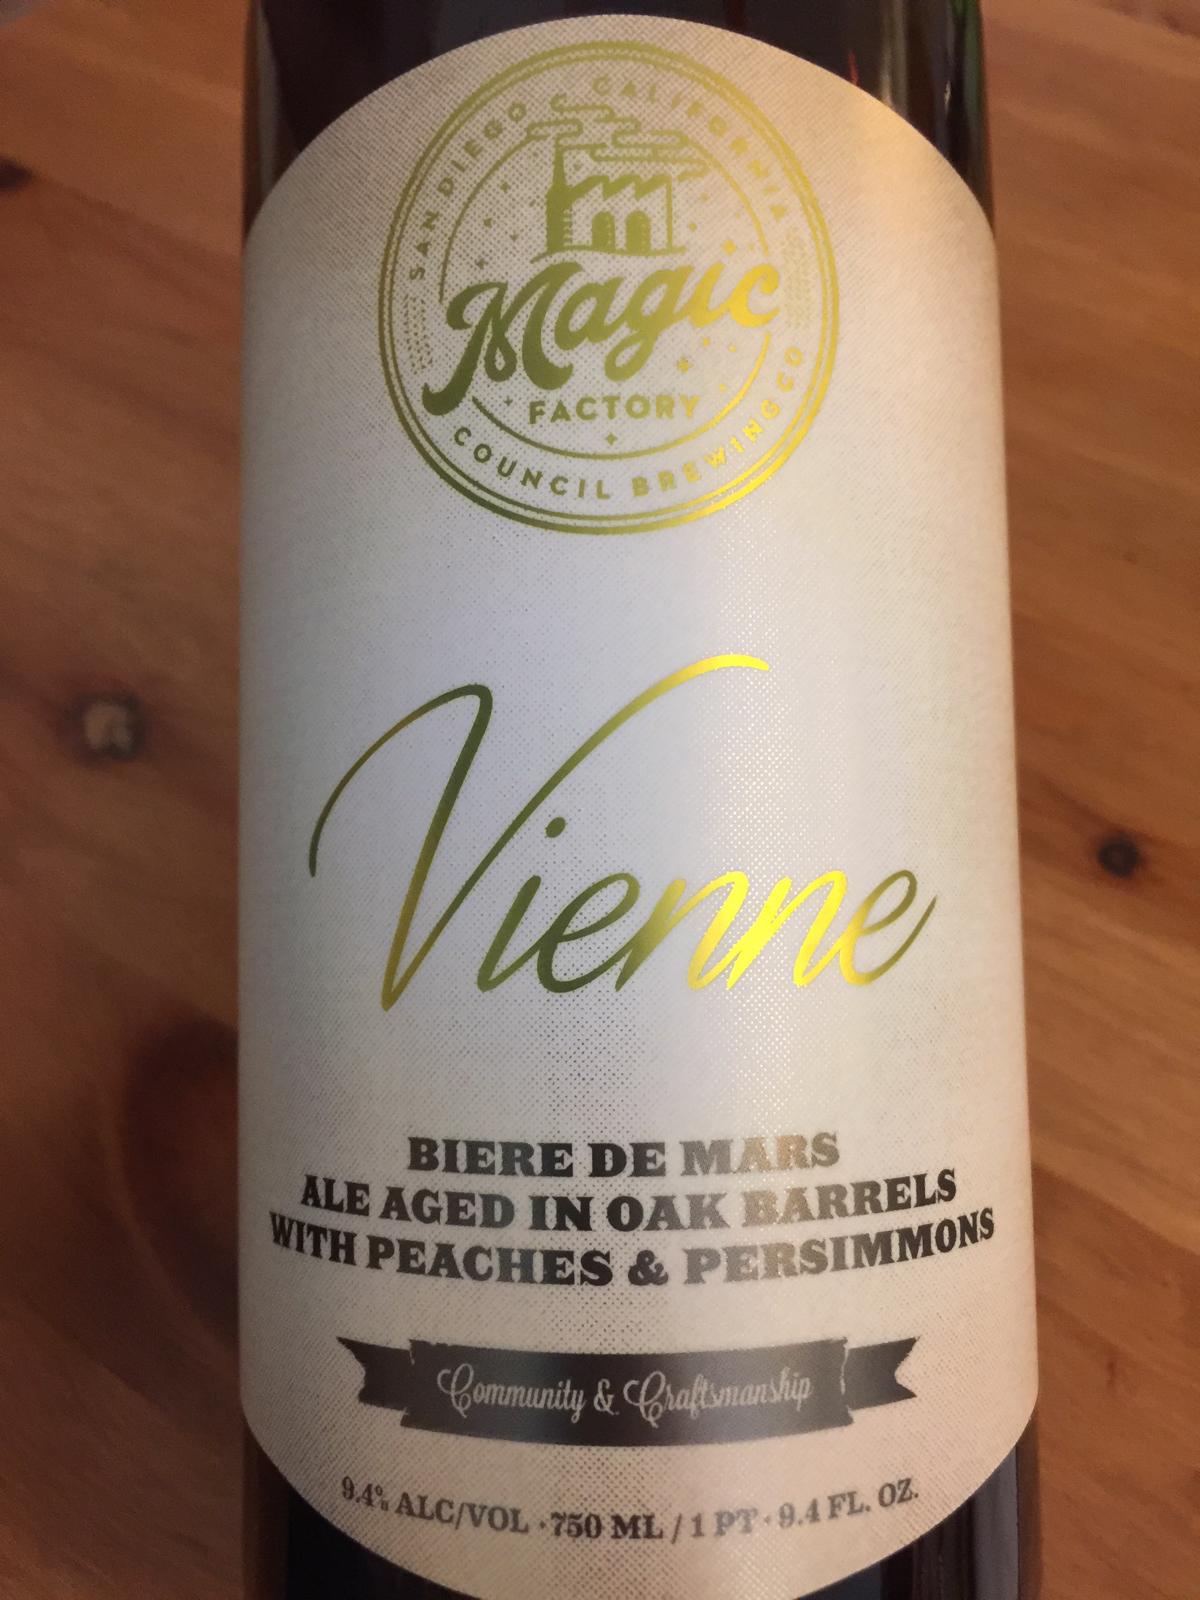 SAN DIEGO CALIFORNIA
Magic
FACTORY
COUNCIL BREWING CO
Vienne
BIERE DE MARS
ALE AGED IN OAK BARRELS
WITH PEACHES & PERSIMMONS
Community & Craftsmanship
9.4% ALC/VOL · 750 ML / 1 PT · 9.4 FL. OZ.